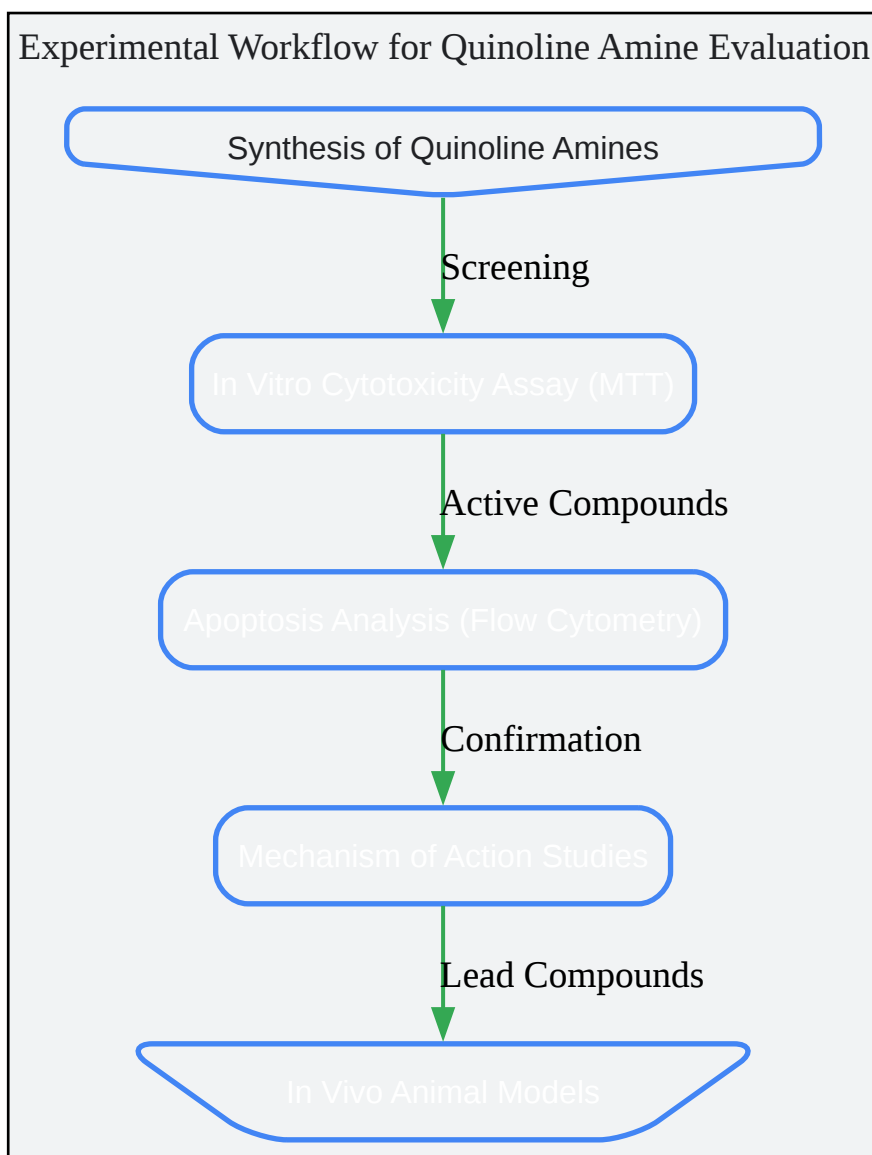 Experimental Workflow for Quinoline Amine Evaluation
Synthesis of Quinoline Amines
Screening
In Vitro Cytotoxicity Assay (MTT)
Active Compounds
Apoptosis Analysis (Flow Cytometry)
Confirmation
Mechanism of Action Studies
Lead Compounds
In Vivo Animal Models